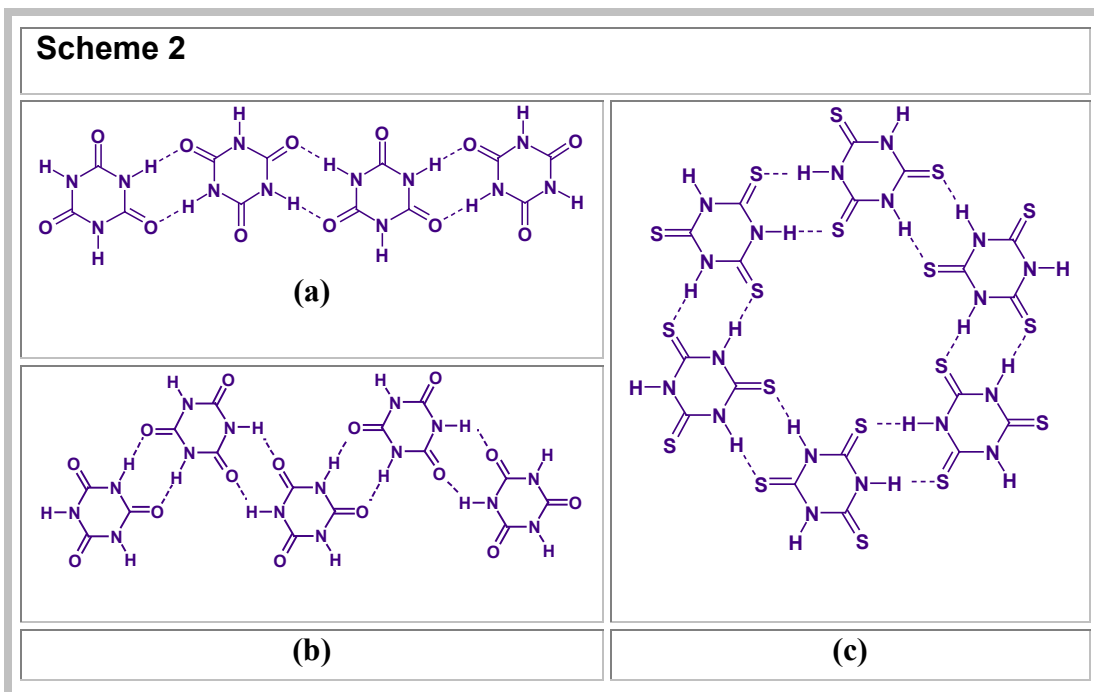 Scheme 2
H
O O H O H O O N O
H N N H H N N H
N N H N N H H N N H N N H
O N O O O N O O
H H
(a)
H O H O
N N
O N H O N H O H
O H N O O H N O O N
N H N O N H N O H N O
H N O H N O N
N O N H O H
O H
(b)
S H
N
S H N S
H S N H
N S H N S
S N H S H N H
N S S N
H H S
S H S H
N N
H N S S N S
N H H N
S H S H
N S
S N H S N
N H
H S
(c)